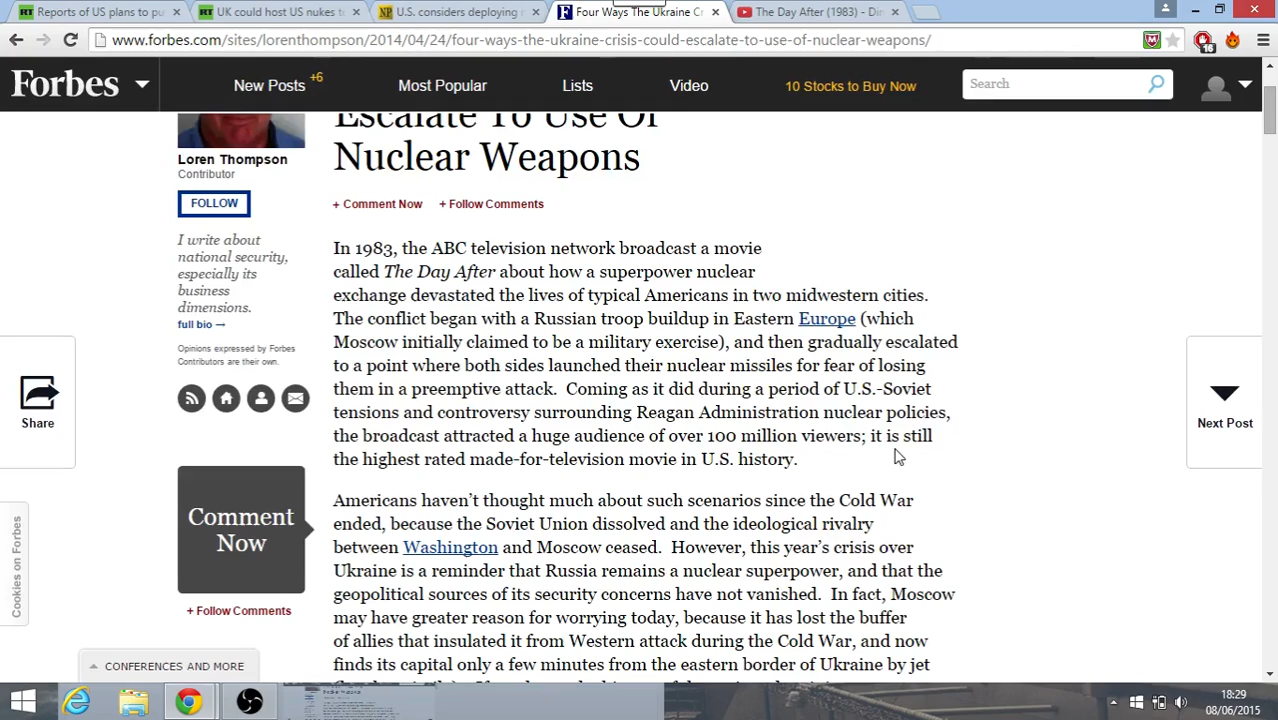 Reports of US plans to pu
UK could host US nukes to
U.S. considers deploying
Four Ways The Ukraine Cr
The Day After (1983) - Dir
www.forbes.com/sites/lorenthompson/2014/04/24/four-ways-the-ukraine-crisis-could-escalate-to-use-of-nuclear-weapons/
16
Forbes
New Posts +6
Most Popular
Lists
Video
10 Stocks to Buy Now
Search
Escalate To Use Of
Nuclear Weapons
Loren Thompson
Contributor
FOLLOW
I write about
national security,
especially its
business
dimensions.
full bio →
Opinions expressed by Forbes
Contributors are their own.
+ Comment Now + Follow Comments
In 1983, the ABC television network broadcast a movie
called The Day After about how a superpower nuclear
exchange devastated the lives of typical Americans in two midwestern cities.
The conflict began with a Russian troop buildup in Eastern Europe (which
Moscow initially claimed to be a military exercise), and then gradually escalated
to a point where both sides launched their nuclear missiles for fear of losing
them in a preemptive attack.  Coming as it did during a period of U.S.-Soviet
tensions and controversy surrounding Reagan Administration nuclear policies,
the broadcast attracted a huge audience of over 100 million viewers; it is still
the highest rated made-for-television movie in U.S. history.
Americans haven't thought much about such scenarios since the Cold War
ended, because the Soviet Union dissolved and the ideological rivalry
between Washington and Moscow ceased.  However, this year's crisis over
Ukraine is a reminder that Russia remains a nuclear superpower, and that the
geopolitical sources of its security concerns have not vanished.  In fact, Moscow
may have greater reason for worrying today, because it has lost the buffer
of allies that insulated it from Western attack during the Cold War, and now
finds its capital only a few minutes from the eastern border of Ukraine by jet
Share
Next Post
Comment
Now
+ Follow Comments
Cookies on Forbes
CONFERENCES AND MORE
18:29
08/06/2015